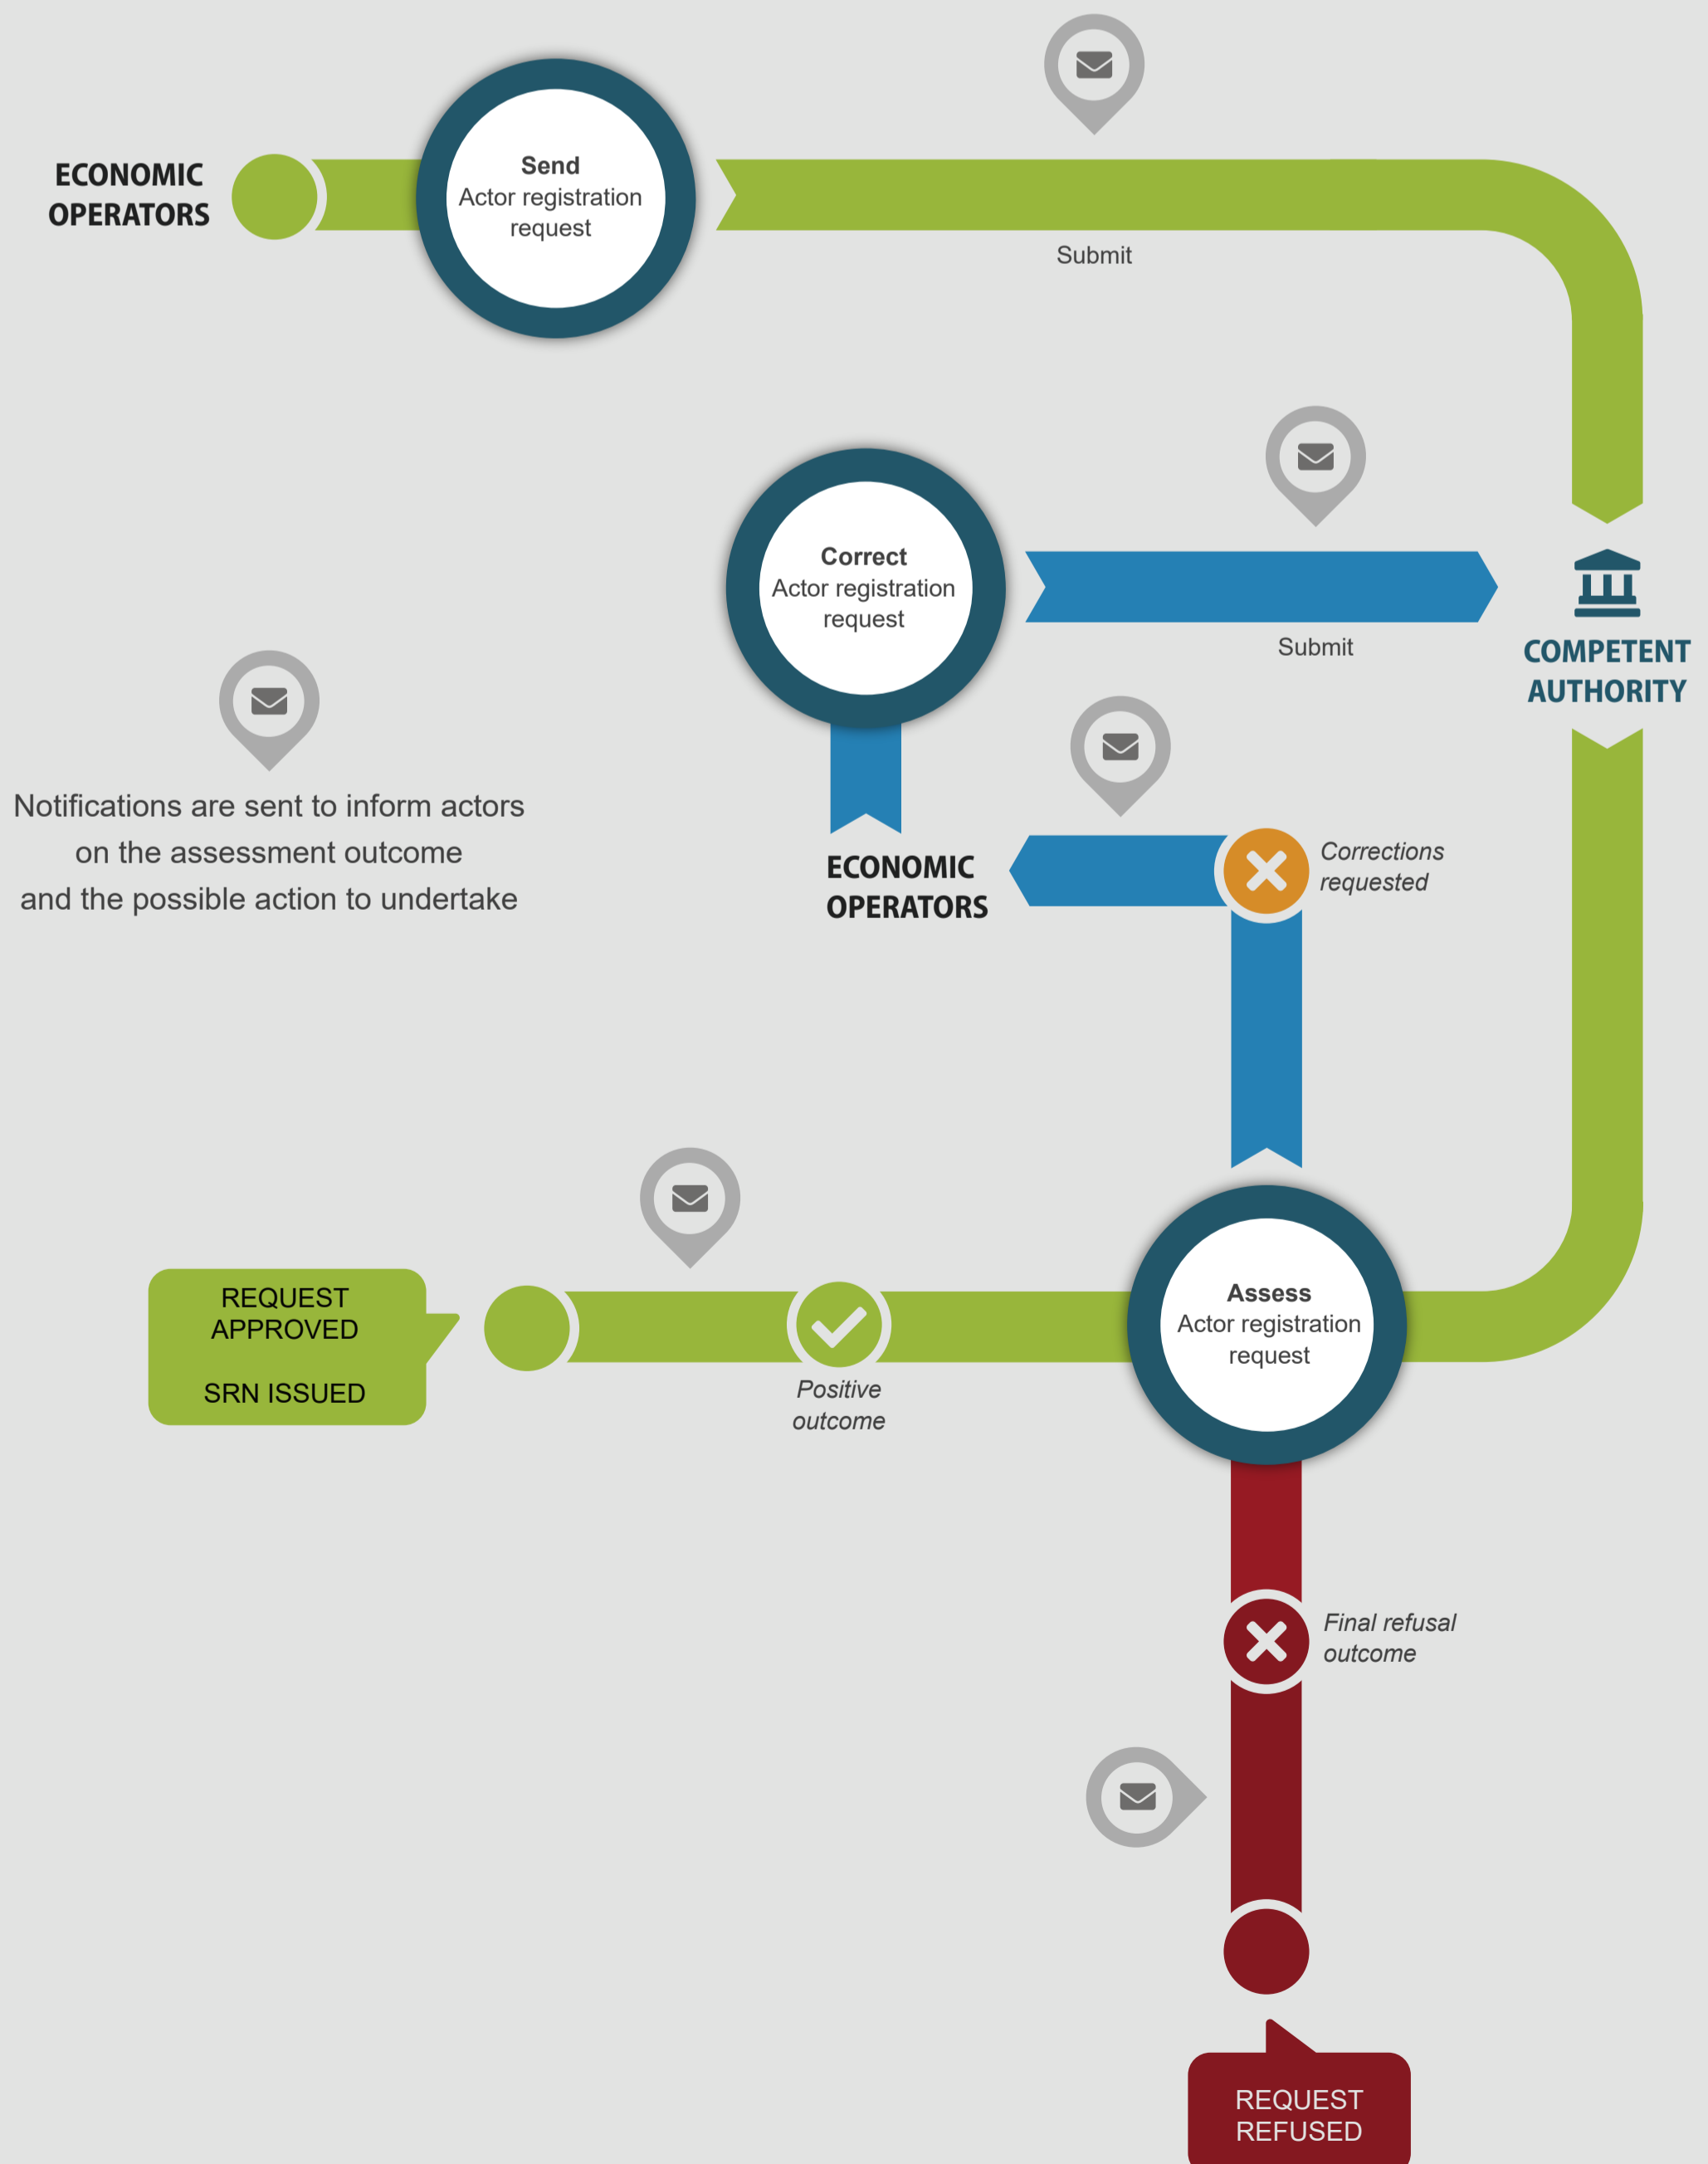 ECONOMIC
OPERATORS
Send
Actor registration
request
Submit
Correct
Actor registration
request
Submit
COMPETENT
AUTHORITY
Notifications are sent to inform actors
on the assessment outcome
and the possible action to undertake
ECONOMIC
OPERATORS
Corrections
requested
REQUEST
APPROVED
SRN ISSUED
Positive
outcome
Assess
Actor registration
request
Final refusal
outcome
REQUEST
REFUSED